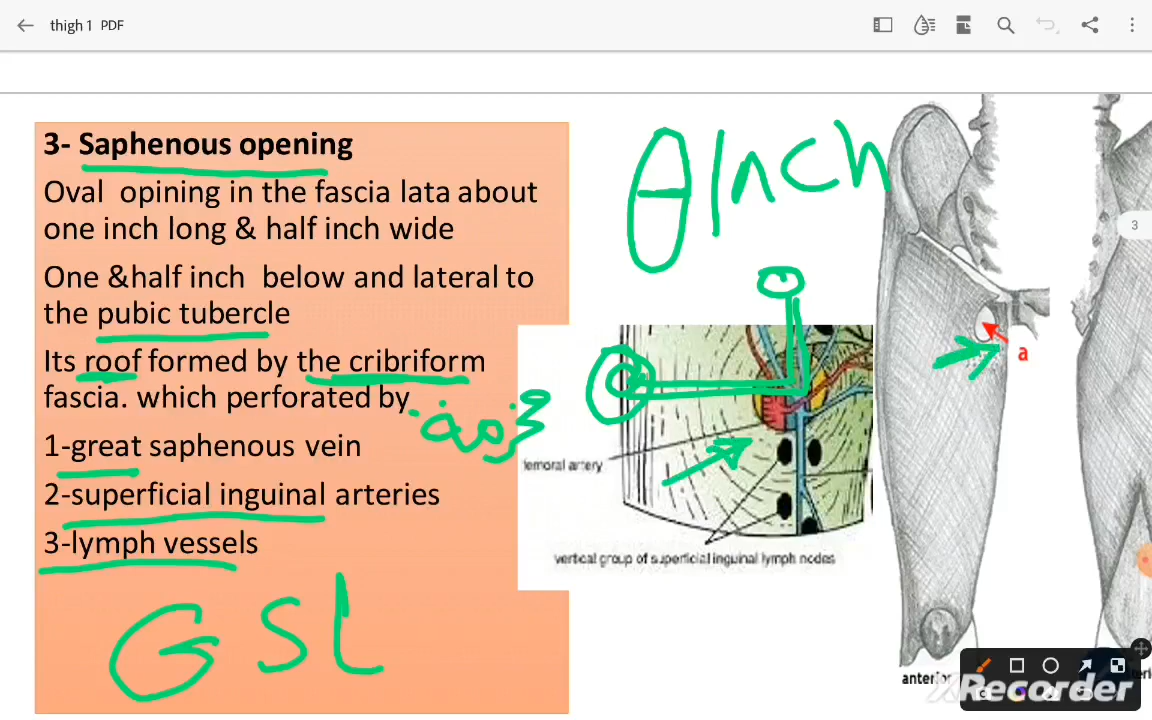 thigh 1 PDF
3- Saphenous opening
Oval opining in the fascia lata about
one inch long & half inch wide
One &half inch below and lateral to
the pubic tubercle
Its roof formed by the cribriform
fascia. which perforated by
1-great saphenous vein
2-superficial inguinal arteries
3-lymph vessels
G S L
Inch
3
a
femoral artery
vertical group of superficial inguinal lymph nodes
anterior
XRecorder